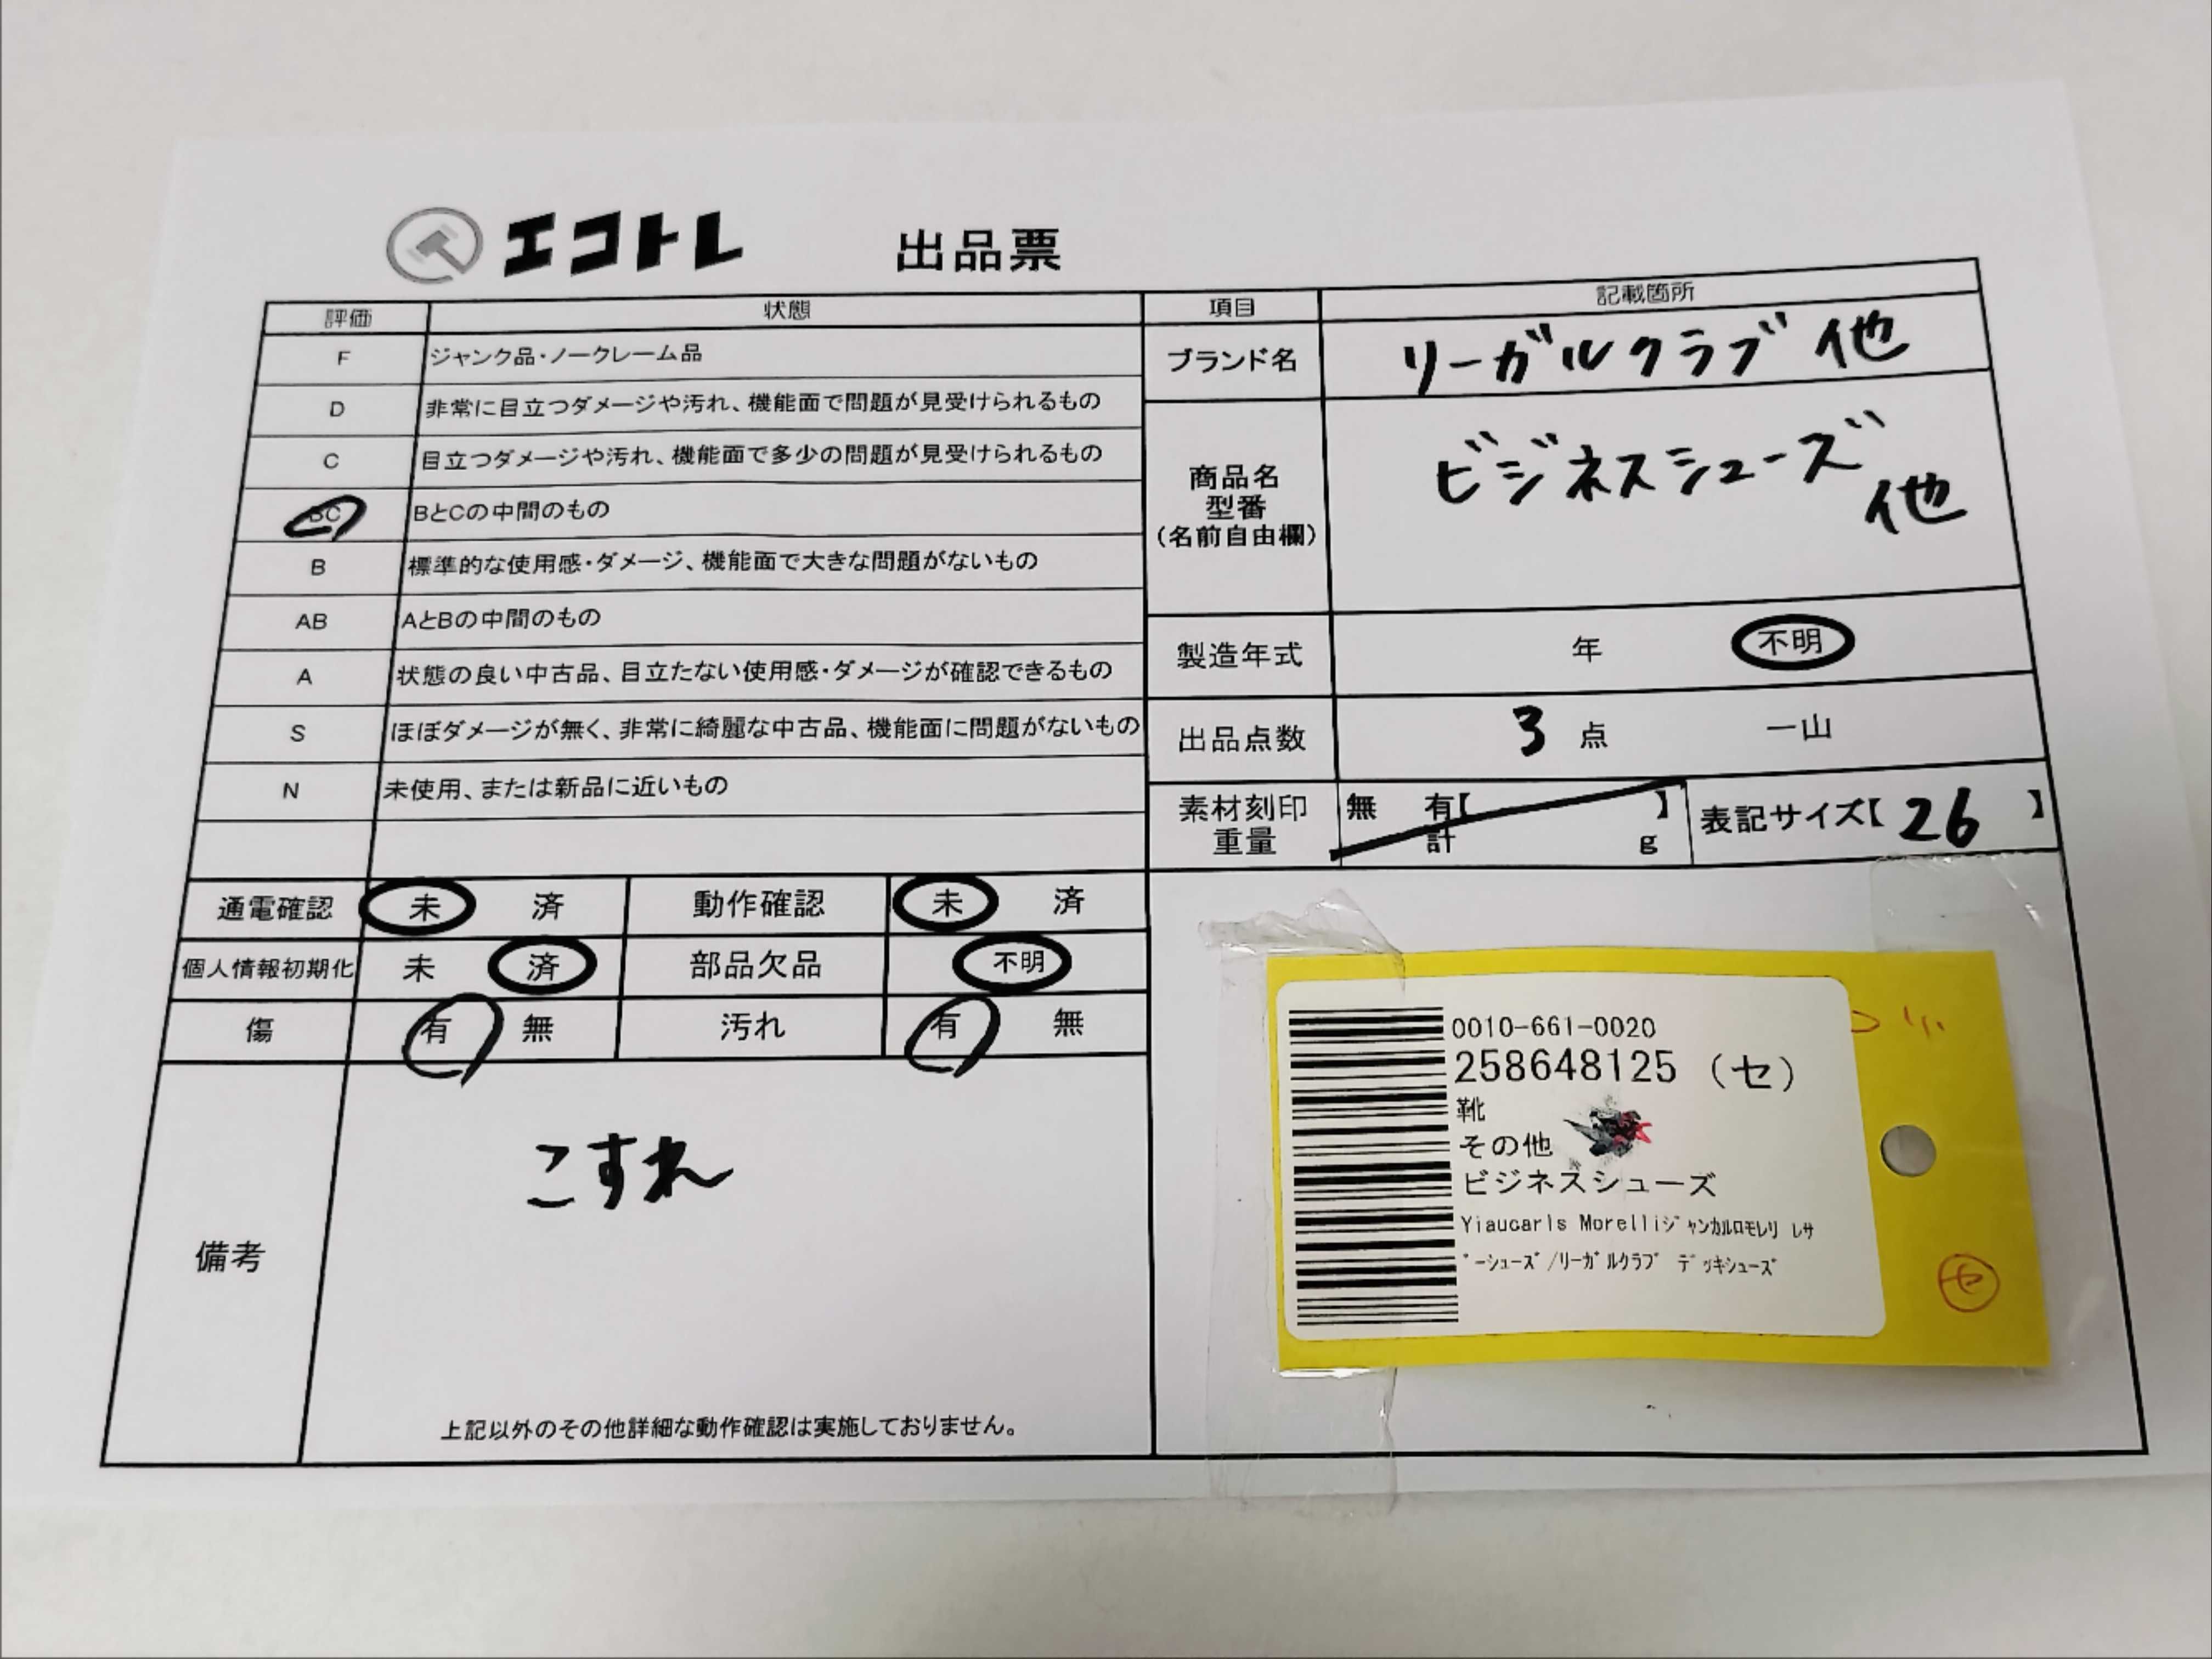 エコトレ 出品票
評価 状態
F ジャンク品・ノークレーム品
D 非常に目立つダメージや汚れ、機能面で問題が見受けられるもの
C 目立つダメージや汚れ、機能面で多少の問題が見受けられるもの
BC BとCの中間のもの
B 標準的な使用感・ダメージ、機能面で大きな問題がないもの
AB AとBの中間のもの
A 状態の良い中古品、目立たない使用感・ダメージが確認できるもの
S ほぼダメージが無く、非常に綺麗な中古品、機能面に問題がないもの
N 未使用、または新品に近いもの
項目 記載箇所
ブランド名 リーガルクラブ 他
商品名
型番
(名前自由欄)
ビジネスシューズ
他
製造年式 年 不明
出品点数 3 点 一山
素材刻印 無 有【 】
重量 計 g
表記サイズ【 26 】
通電確認 未 済 動作確認 未 済
個人情報初期化 未 済 部品欠品 不明
傷 有 無 汚れ 有 無
備考
こすれ
上記以外のその他詳細な動作確認は実施しておりません。
0010-661-0020
258648125 (セ)
靴
その他
ビジネスシューズ
Yiaucarls Morelliジャンカルロモレリ レザ
ーシューズ/リーガルクラブ デッキシューズ
セ